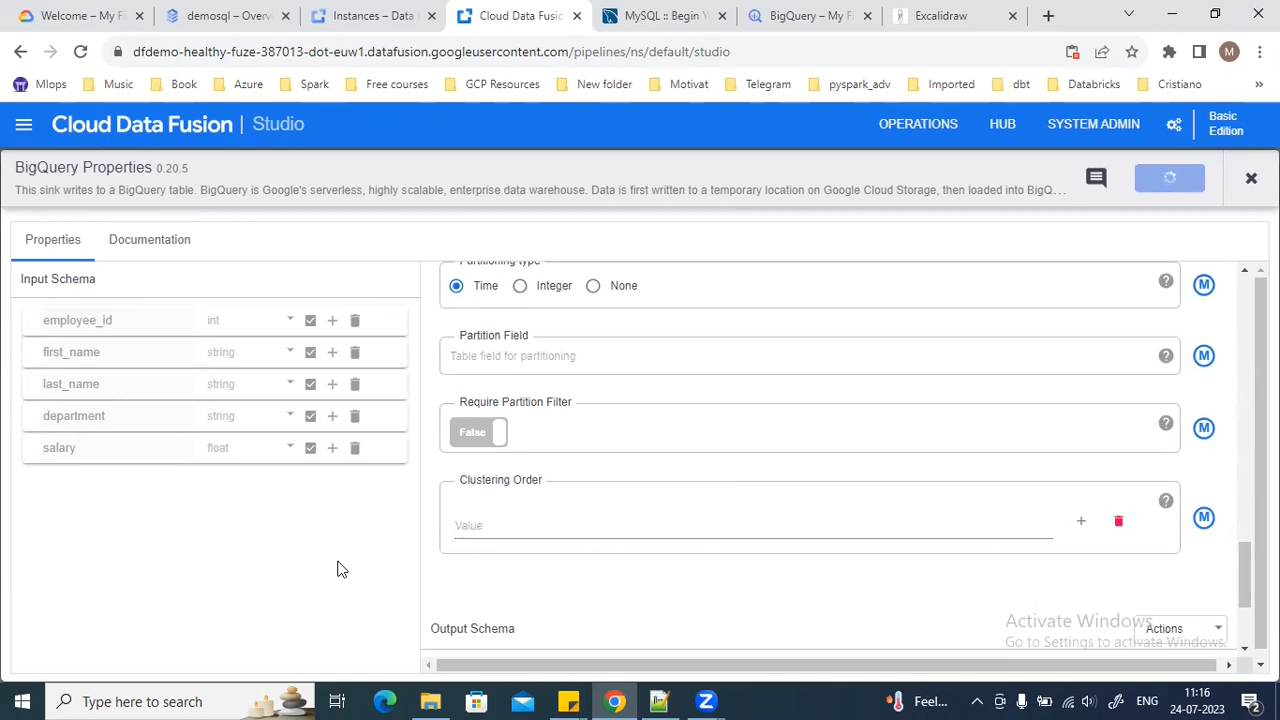 Welcome – My Fi
demosql – Overv
Instances – Data
Cloud Data Fusio
MySQL :: Begin Yo
BigQuery – My Fi
Excalidraw
dfdemo-healthy-fuze-387013-dot-euw1.datafusion.googleusercontent.com/pipelines/ns/default/studio
M
Mlops Music Book Azure Spark Free courses GCP Resources New folder Motivat Telegram pyspark_adv Imported dbt Databricks Cristiano »
Cloud Data Fusion | Studio
OPERATIONS HUB SYSTEM ADMIN Basic Edition
BigQuery Properties 0.20.5
This sink writes to a BigQuery table. BigQuery is Google's serverless, highly scalable, enterprise data warehouse. Data is first written to a temporary location on Google Cloud Storage, then loaded into BigQ…
Properties Documentation
Input Schema
employee_id int
first_name string
last_name string
department string
salary float
Partitioning type
Time Integer None
M
Partition Field
Table field for partitioning
M
Require Partition Filter
False
M
Clustering Order
Value
M
Output Schema
Actions
Activate Windows
Go to Settings to activate Windows.
Type here to search
Feel...
ENG
11:16
24-07-2023
2